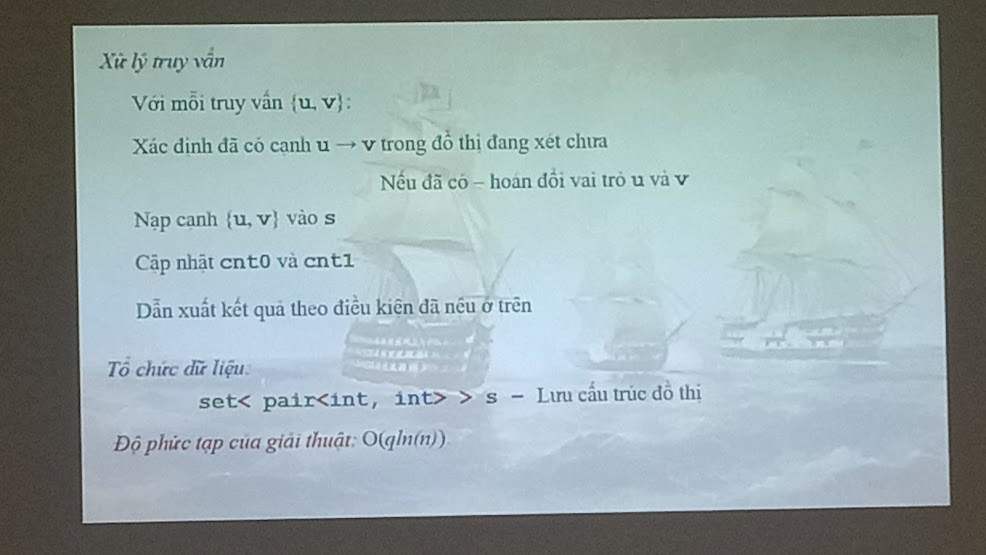 Xử lý truy vấn
Với mỗi truy vấn {u, v}:
Xác định đã có cạnh u → v trong đồ thị đang xét chưa
Nếu đã có – hoán đổi vai trò u và v
Nạp cạnh {u, v} vào s
Cập nhật cnt0 và cnt1
Dẫn xuất kết quả theo điều kiện đã nêu ở trên
Tổ chức dữ liệu:
set< pair<int, int> > s – Lưu cấu trúc đồ thị
Độ phức tạp của giải thuật: O(qln(n)).